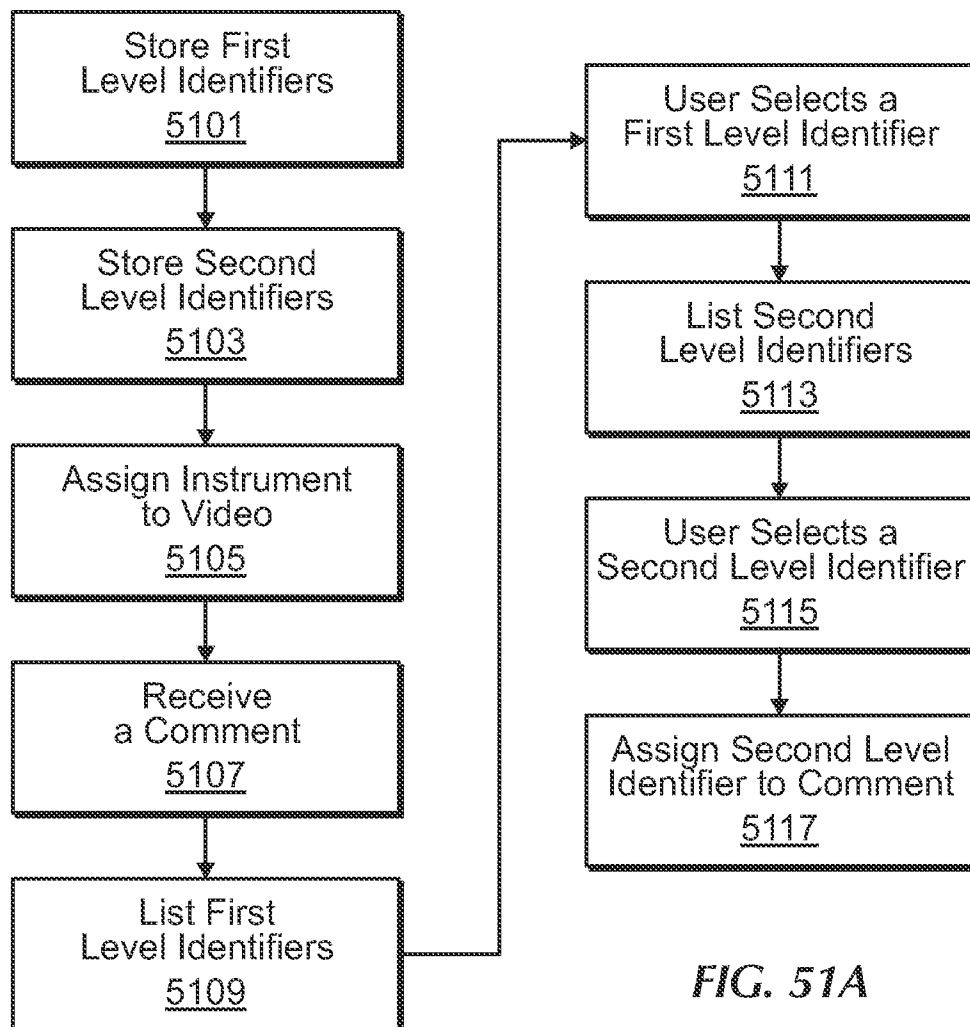 Store First
Level Identifiers
5101
Store Second
Level Identifiers
5103
Assign Instrument
to Video
5105
Receive
a Comment
5107
List First
Level Identifiers
5109
User Selects a
First Level Identifier
5111
List Second
Level Identifiers
5113
User Selects a
Second Level Identifier
5115
Assign Second Level
Identifier to Comment
5117
FIG. 51A